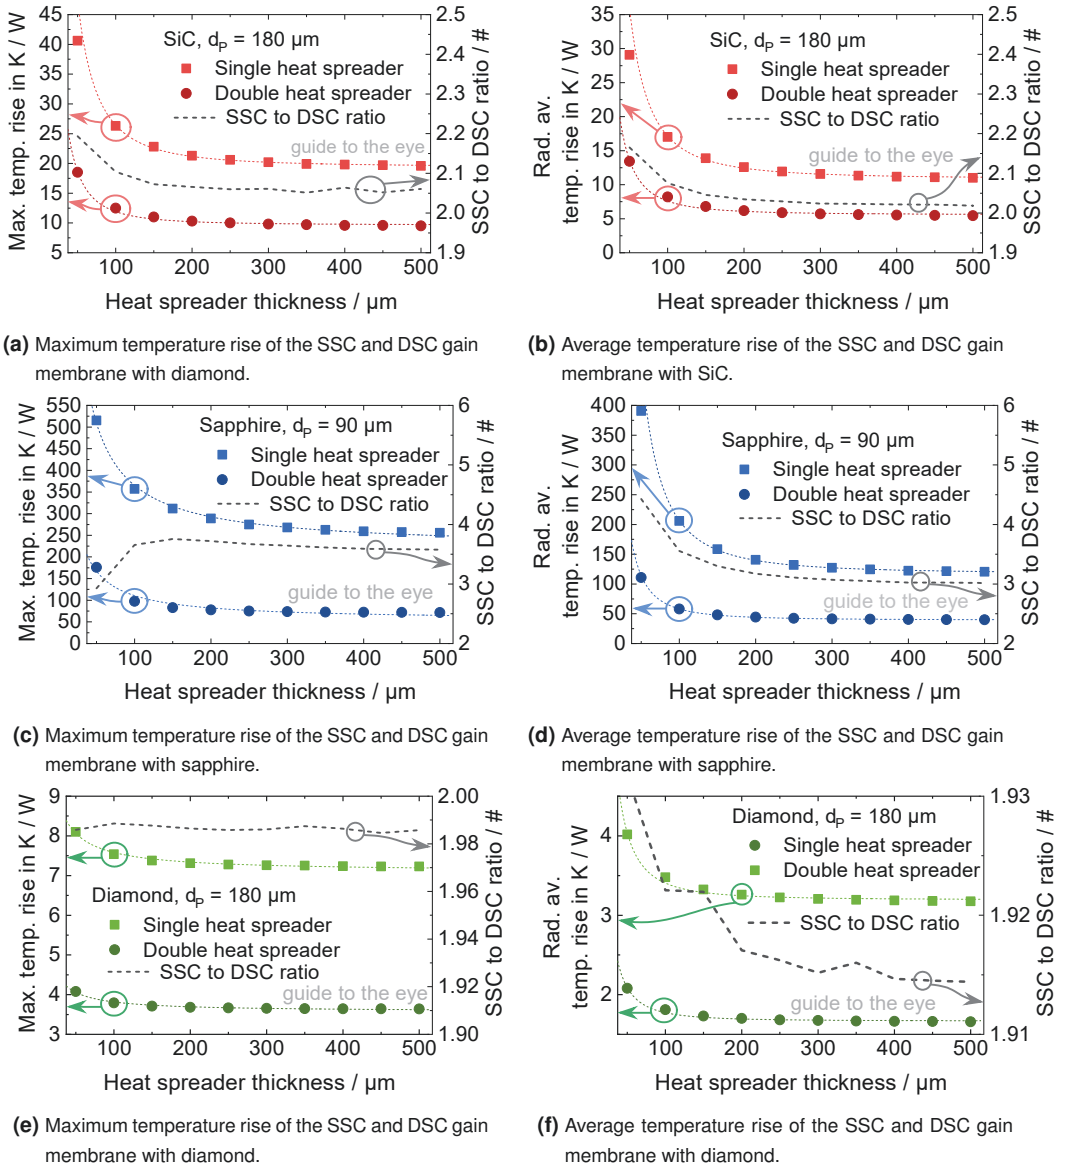 45
40
35
30
25
20
15
10
5
Max. temp. rise in K / W
SiC, dP = 180 µm
Single heat spreader
Double heat spreader
SSC to DSC ratio
guide to the eye
2.5
2.4
2.3
2.2
2.1
2.0
1.9
SSC to DSC ratio / #
100 200 300 400 500
Heat spreader thickness / µm
(a) Maximum temperature rise of the SSC and DSC gain
membrane with diamond.
35
30
25
20
15
10
5
0
Rad. av.
temp. rise in K / W
SiC, dP = 180 µm
Single heat spreader
Double heat spreader
SSC to DSC ratio
guide to the eye
2.5
2.4
2.3
2.2
2.1
2.0
1.9
SSC to DSC ratio / #
100 200 300 400 500
Heat spreader thickness / µm
(b) Average temperature rise of the SSC and DSC gain
membrane with SiC.
550
500
450
400
350
300
250
200
150
100
50
0
Max. temp. rise in K / W
Sapphire, dP = 90 µm
Single heat spreader
Double heat spreader
SSC to DSC ratio
guide to the eye
6
5
4
3
2
SSC to DSC ratio / #
100 200 300 400 500
Heat spreader thickness / µm
(c) Maximum temperature rise of the SSC and DSC gain
membrane with sapphire.
400
350
300
250
200
150
100
50
0
Rad. av.
temp. rise in K / W
Sapphire, dP = 90 µm
Single heat spreader
Double heat spreader
SSC to DSC ratio
guide to the eye
6
5
4
3
2
SSC to DSC ratio / #
100 200 300 400 500
Heat spreader thickness / µm
(d) Average temperature rise of the SSC and DSC gain
membrane with sapphire.
9
8
7
6
5
4
3
Max. temp. rise in K / W
Diamond, dP = 180 µm
Single heat spreader
Double heat spreader
SSC to DSC ratio
guide to the eye
2.00
1.98
1.97
1.96
1.94
1.93
1.92
1.91
1.90
SSC to DSC ratio / #
100 200 300 400 500
Heat spreader thickness / µm
(e) Maximum temperature rise of the SSC and DSC gain
membrane with diamond.
4
3
2
Rad. av.
temp. rise in K / W
Diamond, dP = 180 µm
Single heat spreader
Double heat spreader
SSC to DSC ratio
guide to the eye
1.93
1.92
1.91
SSC to DSC ratio / #
100 200 300 400 500
Heat spreader thickness / µm
(f) Average temperature rise of the SSC and DSC gain
membrane with diamond.